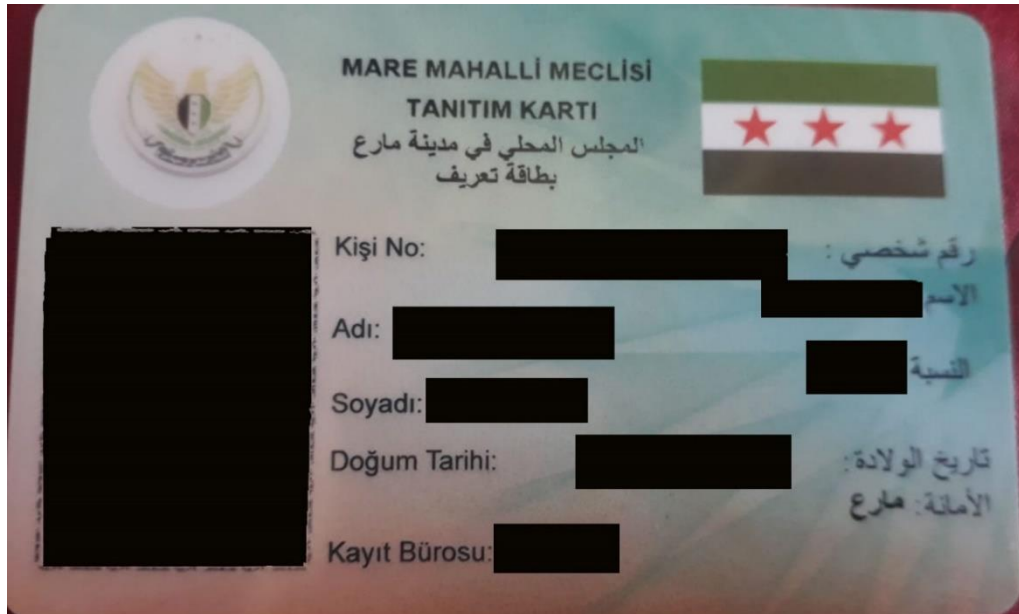 MARE MAHALLİ MECLİSİ
TANITIM KARTI
المجلس المحلي في مدينة مارع
بطاقة تعريف
Kişi No: رقم شخصي :
الاسم
Adı:
النسبة
Soyadı:
Doğum Tarihi: تاريخ الولادة:
الأمانة: مارع
Kayıt Bürosu: